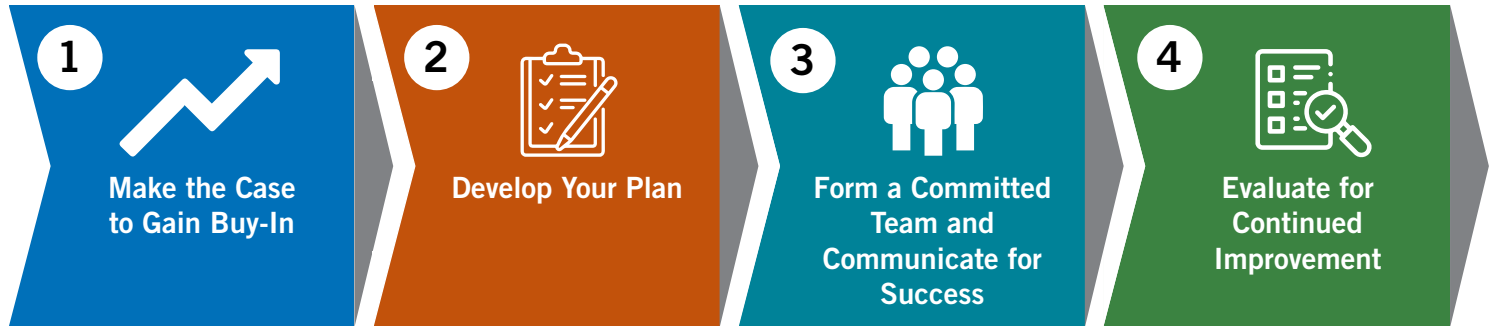 1
Make the Case
to Gain Buy-In
2
Develop Your Plan
3
Form a Committed
Team and
Communicate for
Success
4
Evaluate for
Continued
Improvement